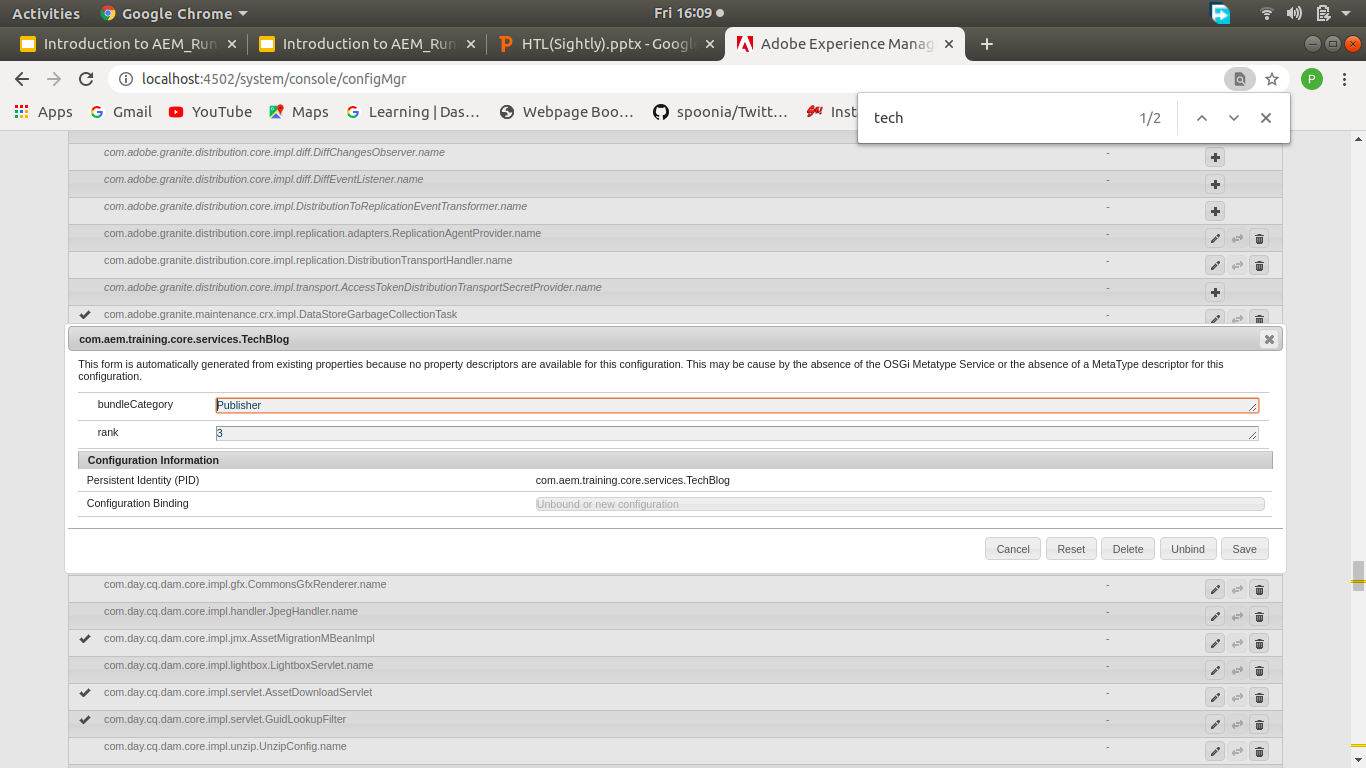 Activities
Google Chrome
Fri 16:09
Introduction to AEM_Run
Introduction to AEM_Run
HTL(Sightly).pptx - Googl
Adobe Experience Manag
localhost:4502/system/console/configMgr
P
Apps
Gmail
YouTube
Maps
Learning | Das…
Webpage Boo…
spoonia/Twitt…
Inst
tech
1/2
com.adobe.granite.distribution.core.impl.diff.DiffChangesObserver.name -
com.adobe.granite.distribution.core.impl.diff.DiffEventListener.name -
com.adobe.granite.distribution.core.impl.DistributionToReplicationEventTransformer.name -
com.adobe.granite.distribution.core.impl.replication.adapters.ReplicationAgentProvider.name -
com.adobe.granite.distribution.core.impl.replication.DistributionTransportHandler.name -
com.adobe.granite.distribution.core.impl.transport.AccessTokenDistributionTransportSecretProvider.name -
com.adobe.granite.maintenance.crx.impl.DataStoreGarbageCollectionTask -
com.aem.training.core.services.TechBlog
This form is automatically generated from existing properties because no property descriptors are available for this configuration. This may be cause by the absence of the OSGi Metatype Service or the absence of a MetaType descriptor for this
configuration.
bundleCategory
Publisher
rank
3
Configuration Information
Persistent Identity (PID)
com.aem.training.core.services.TechBlog
Configuration Binding
Unbound or new configuration
Cancel
Reset
Delete
Unbind
Save
com.day.cq.dam.core.impl.gfx.CommonsGfxRenderer.name -
com.day.cq.dam.core.impl.handler.JpegHandler.name -
com.day.cq.dam.core.impl.jmx.AssetMigrationMBeanImpl -
com.day.cq.dam.core.impl.lightbox.LightboxServlet.name -
com.day.cq.dam.core.impl.servlet.AssetDownloadServlet -
com.day.cq.dam.core.impl.servlet.GuidLookupFilter -
com.day.cq.dam.core.impl.unzip.UnzipConfig.name -